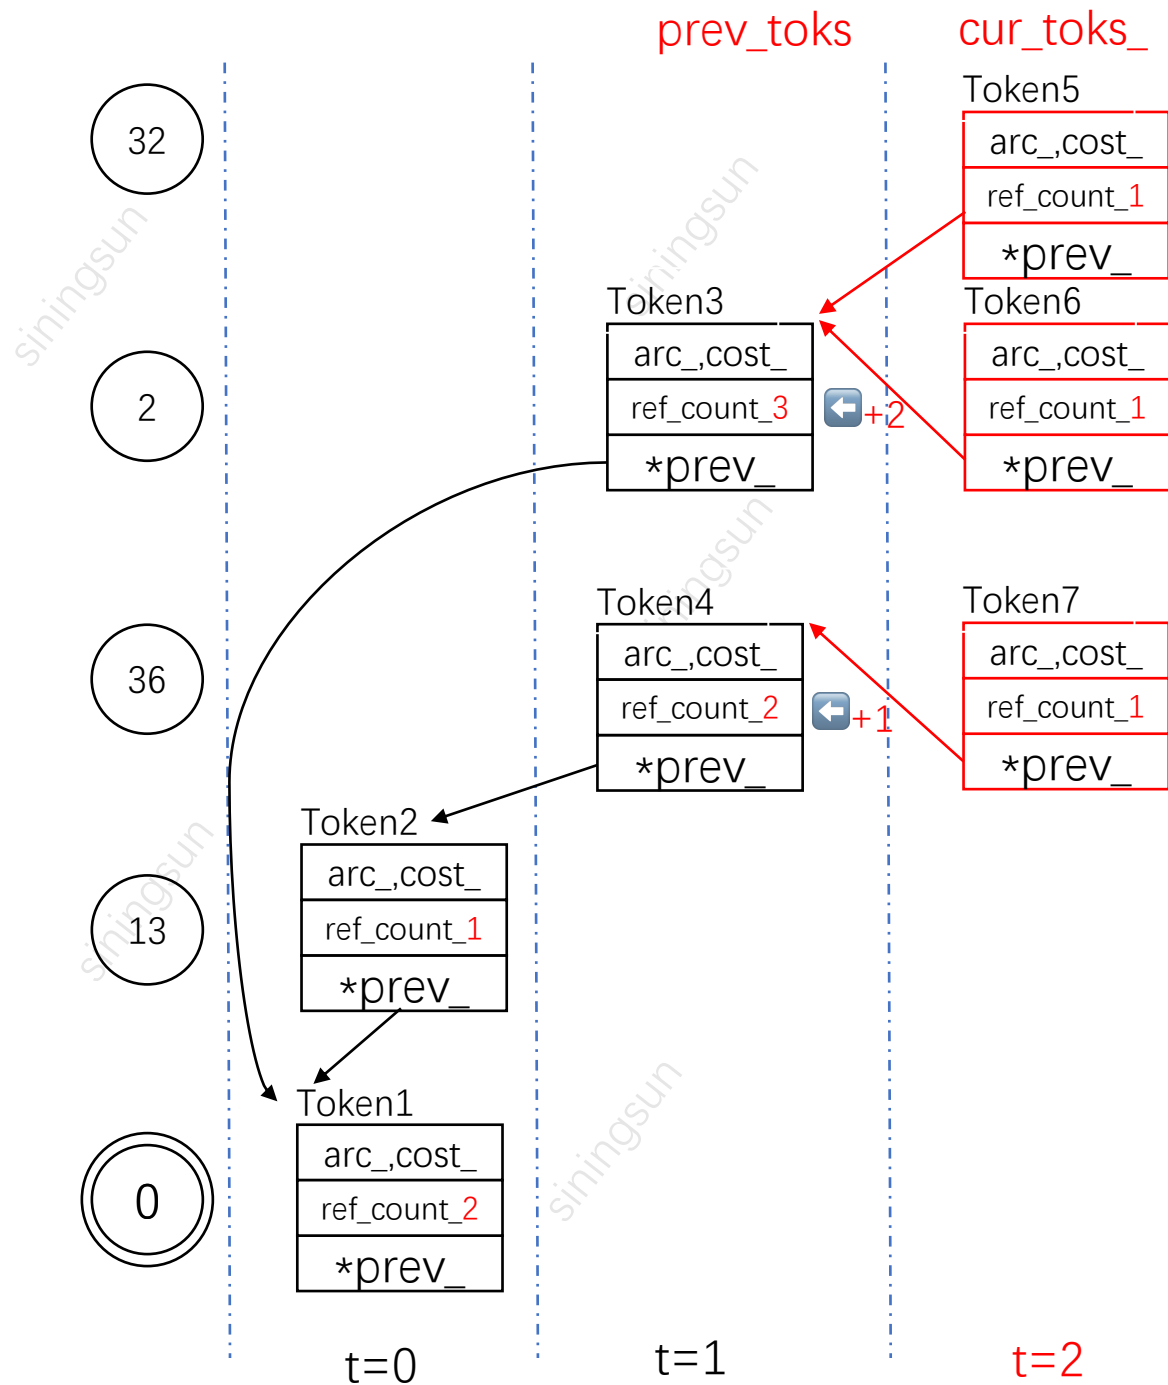 prev_toks
cur_toks_
Token5
32
arc_,cost_
ref_count_1
*prev_
siningsun
siningsun
Token3
Token6
arc_,cost_
arc_,cost_
2
ref_count_3
+2
ref_count_1
*prev_
*prev_
siningsun
Token4
Token7
arc_,cost_
arc_,cost_
36
ref_count_2
+1
ref_count_1
*prev_
*prev_
Token2
arc_,cost_
13
siningsun
ref_count_1
*prev_
Token1
siningsun
arc_,cost_
0
ref_count_2
*prev_
t=0
t=1
t=2